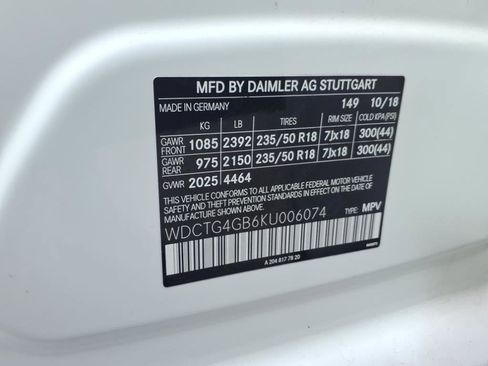 MFD BY DAIMLER AG STUTTGART
MADE IN GERMANY 149 10/18
KG LB TIRES RIM SIZE COLD KPA(PSI)
GAWR FRONT 1085 2392 235/50 R18 7Jx18 300(44)
GAWR REAR 975 2150 235/50 R18 7Jx18 300(44)
GVWR 2025 4464
THIS VEHICLE CONFORMS TO ALL APPLICABLE FEDERAL MOTOR VEHICLE
SAFETY, BUMPER, AND THEFT PREVENTION STANDARDS IN EFFECT ON THE DATE OF
MANUFACTURE SHOWN ABOVE.
WDCTG4GB6KU006074 TYPE: MPV
A 204 817 78 20